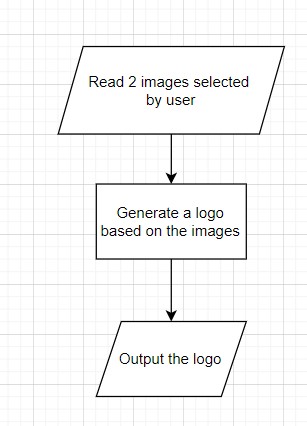 Read 2 images selected
by user
Generate a logo
based on the images
Output the logo